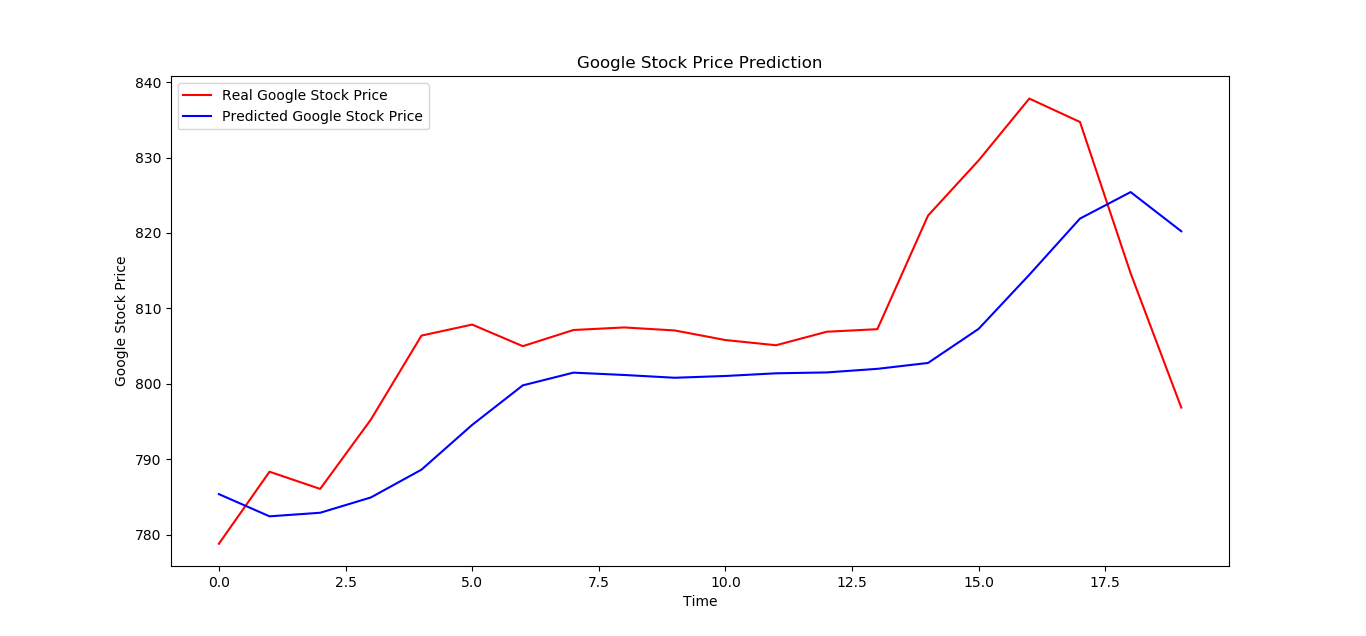 Google Stock Price Prediction
Real Google Stock Price
Predicted Google Stock Price
840
830
820
810
800
790
780
Google Stock Price
0.0 2.5 5.0 7.5 10.0 12.5 15.0 17.5
Time